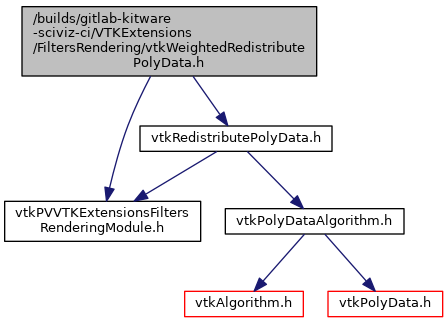 /builds/gitlab-kitware
-sciviz-ci/VTKExtensions
/FiltersRendering/vtkWeightedRedistribute
PolyData.h
vtkRedistributePolyData.h
vtkPVVTKExtensionsFilters
RenderingModule.h
vtkPolyDataAlgorithm.h
vtkAlgorithm.h
vtkPolyData.h